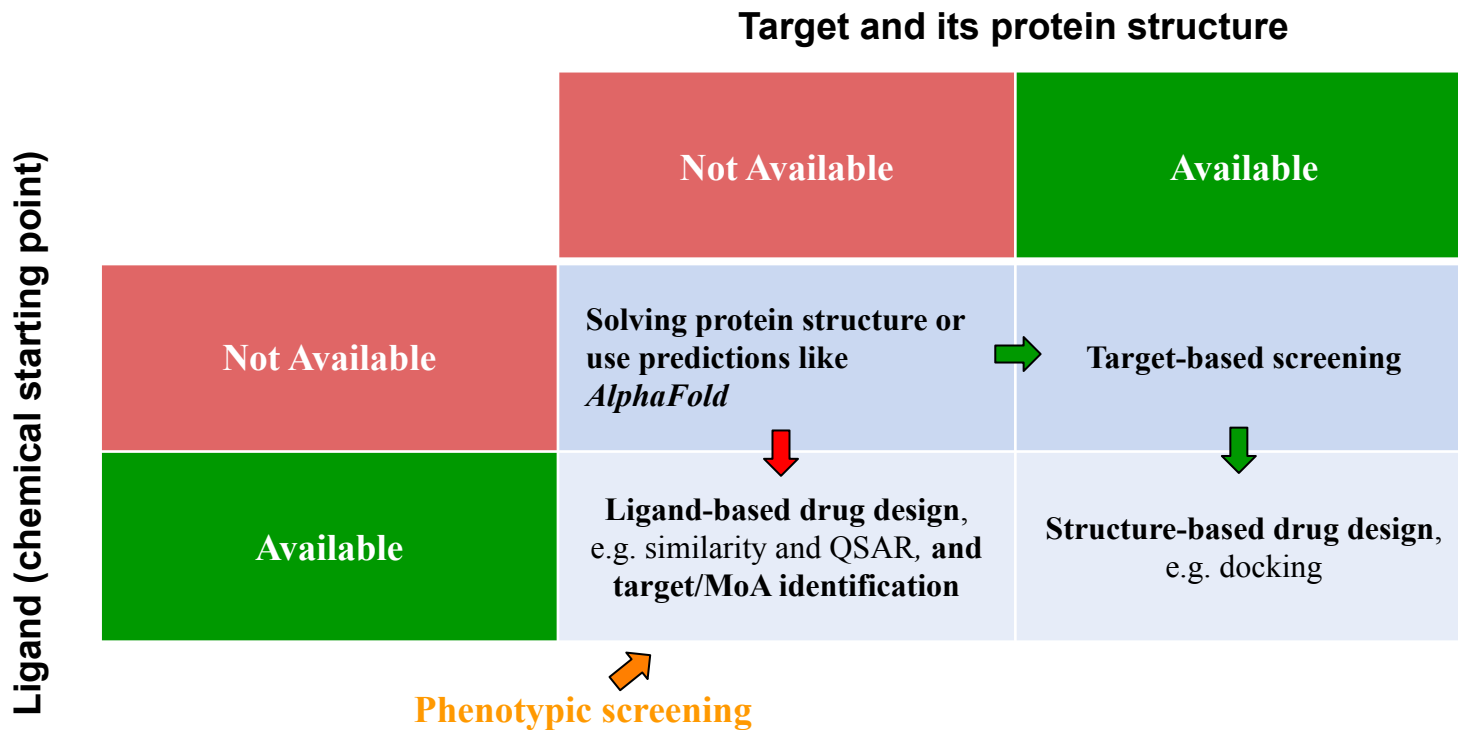 Target and its protein structure
Ligand (chemical starting point)
Not Available
Available
Not Available
Solving protein structure or
use predictions like
AlphaFold
Target-based screening
Available
Ligand-based drug design,
e.g. similarity and QSAR, and
target/MoA identification
Structure-based drug design,
e.g. docking
Phenotypic screening